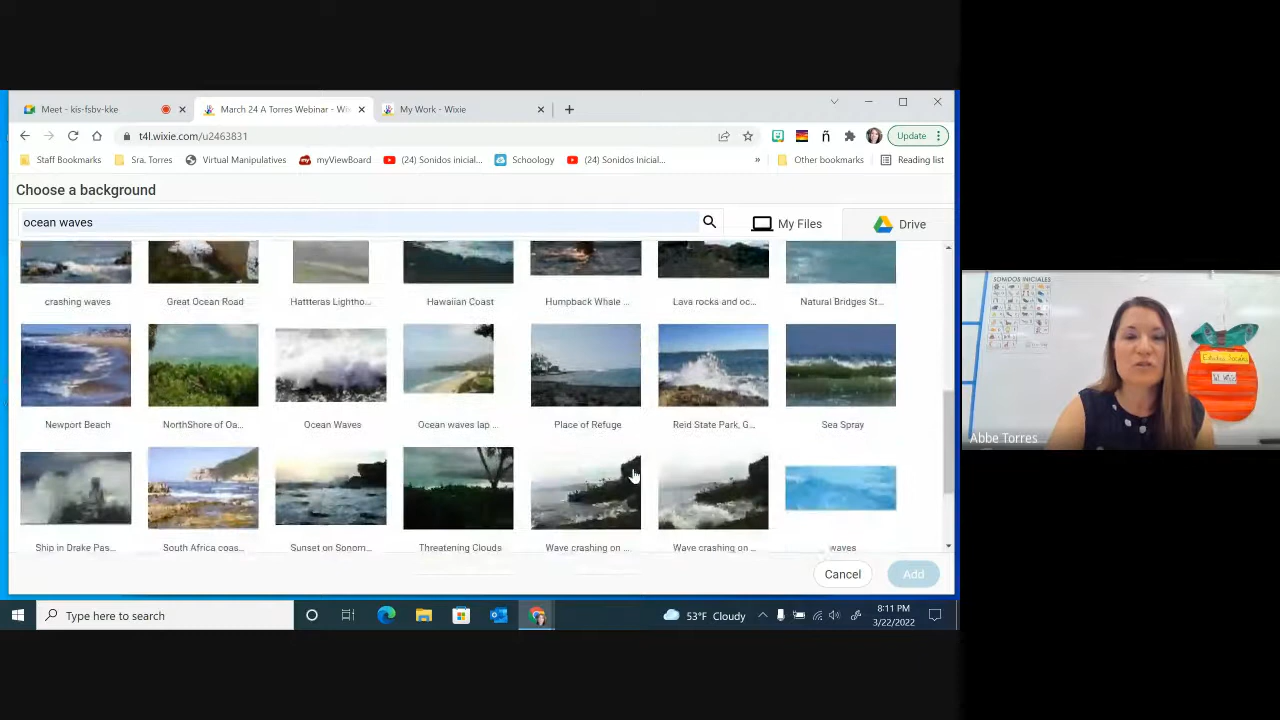 Meet - kis-fsbv-kke
March 24 A Torres Webinar - Wi
My Work - Wixie
t4l.wixie.com/u2463831
Update
Staff Bookmarks
Sra. Torres
Virtual Manipulatives
myViewBoard
(24) Sonidos inicial...
Schoology
(24) Sonidos Inicial...
»
Other bookmarks
Reading list
Choose a background
ocean waves
My Files
Drive
crashing waves
Great Ocean Road
Hattteras Lightho...
Hawaiian Coast
Humpback Whale ...
Lava rocks and oc...
Natural Bridges St...
Newport Beach
NorthShore of Oa...
Ocean Waves
Ocean waves lap ...
Place of Refuge
Reid State Park, G...
Sea Spray
Ship in Drake Pas...
South Africa coas...
Sunset on Sonom...
Threatening Clouds
Wave crashing on ...
Wave crashing on ...
waves
Cancel
Add
Type here to search
53°F Cloudy
8:11 PM
3/22/2022
SONIDOS INICIALES
Estudios Sociales
Abbe Torres